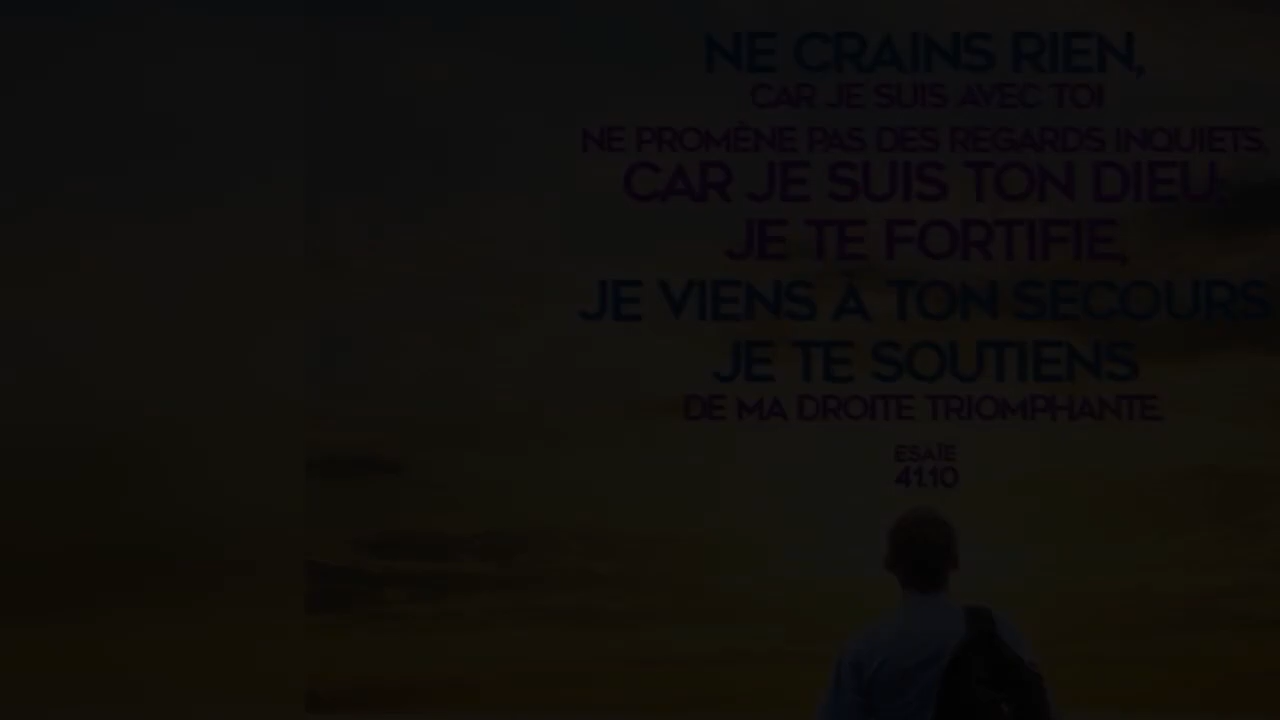 NE CRAINS RIEN,
CAR JE SUIS AVEC TOI
NE PROMÈNE PAS DES REGARDS INQUIETS,
CAR JE SUIS TON DIEU;
JE TE FORTIFIE,
JE VIENS À TON SECOURS
JE TE SOUTIENS
DE MA DROITE TRIOMPHANTE.
ESAÏE
41.10